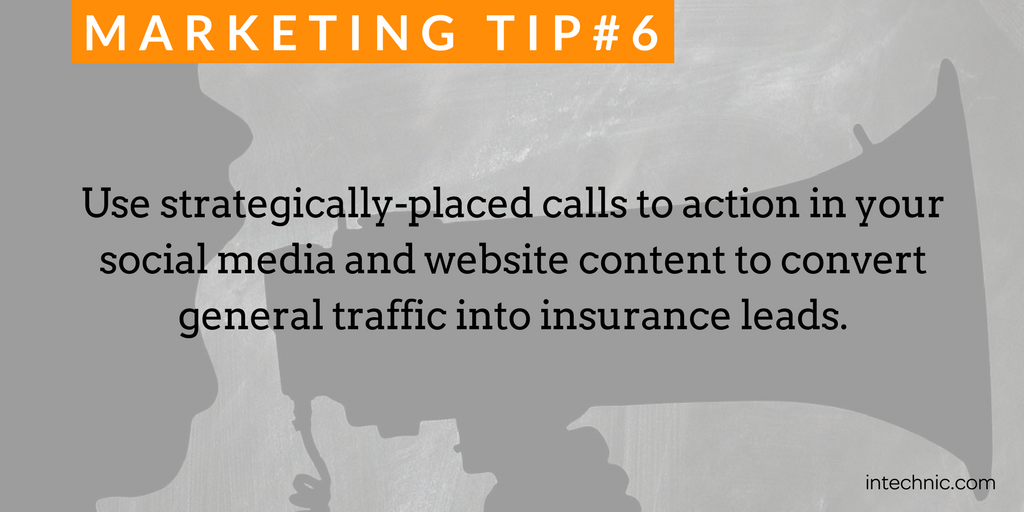 MARKETING TIP#6
Use strategically-placed calls to action in your
social media and website content to convert
general traffic into insurance leads.
intechnic.com